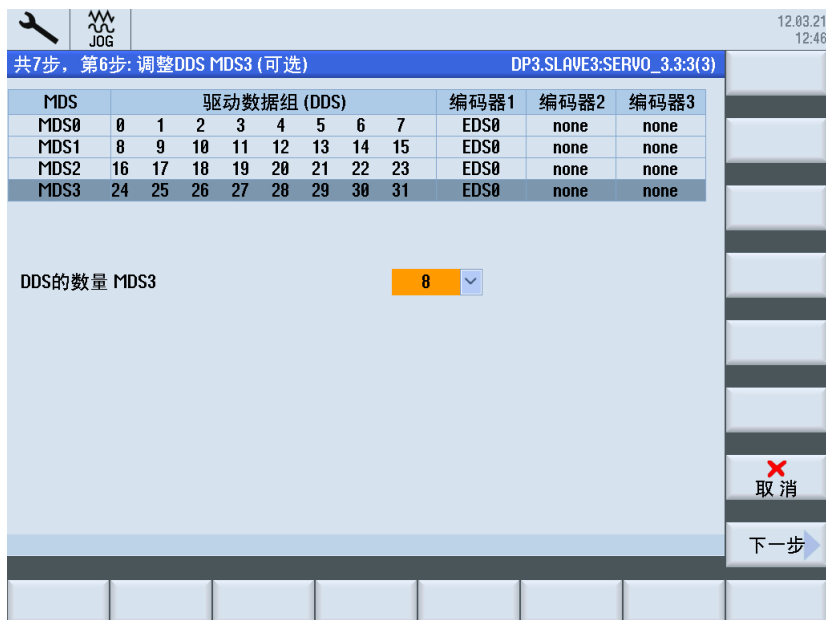 12.03.21
JOG
12:46
共7步，第6步: 调整DDS MDS3 (可选) DP3.SLAVE3:SERVO_3.3:3(3)
MDS 驱动数据组 (DDS) 编码器1 编码器2 编码器3
MDS0 0 1 2 3 4 5 6 7 EDS0 none none
MDS1 8 9 10 11 12 13 14 15 EDS0 none none
MDS2 16 17 18 19 20 21 22 23 EDS0 none none
MDS3 24 25 26 27 28 29 30 31 EDS0 none none
DDS的数量 MDS3 8
取消
下一步